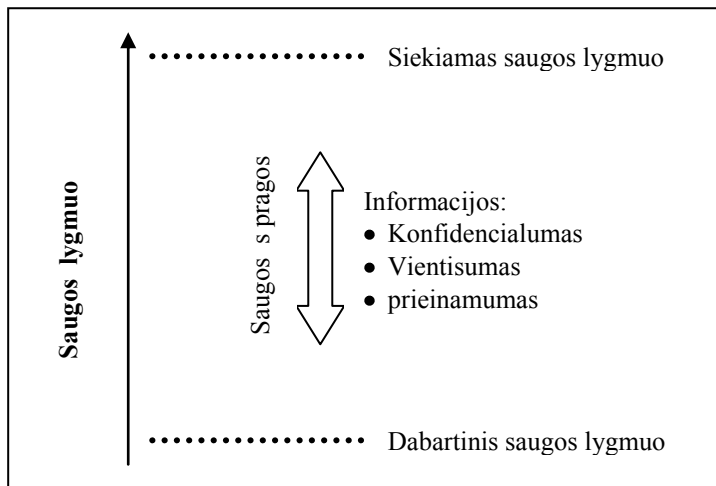 Siekiamas saugos lygmuo
Saugos lygmuo
Saugos s pragos
Informacijos:
• Konfidencialumas
• Vientisumas
• prieinamumas
Dabartinis saugos lygmuo